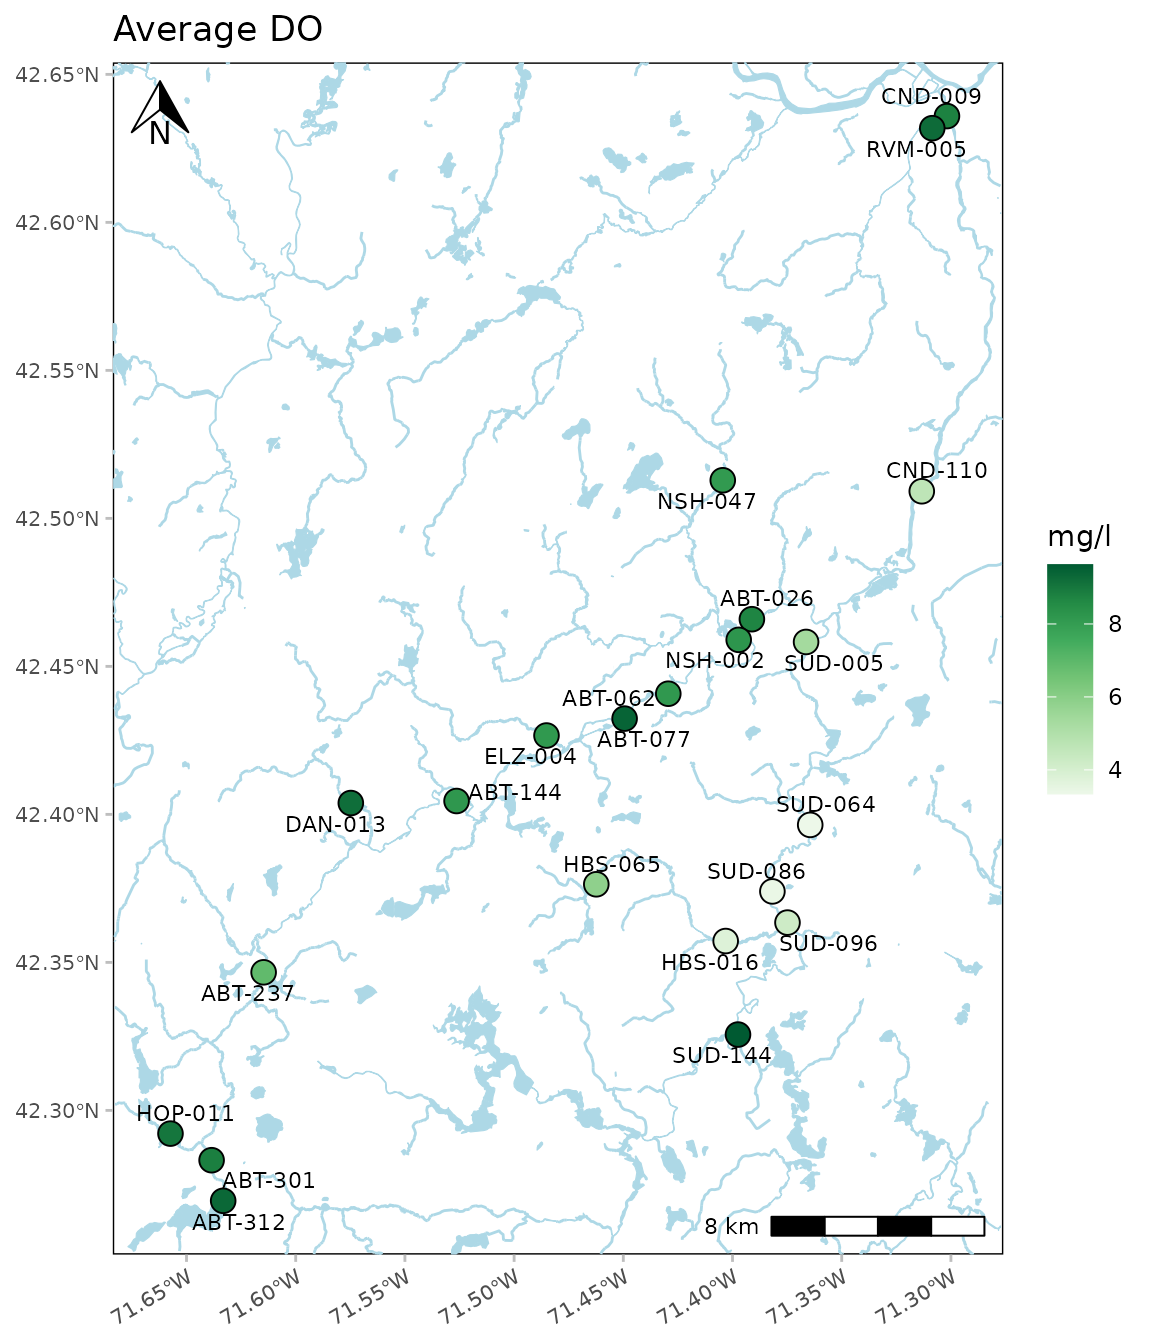 Average DO
42.65°N
42.60°N
42.55°N
42.50°N
42.45°N
42.40°N
42.35°N
42.30°N
N
CND-009
RVM-005
CND-110
NSH-047
ABT-026
NSH-002
SUD-005
ABT-062
ABT-077
ELZ-004
ABT-144
DAN-013
SUD-064
HBS-065
SUD-086
SUD-096
HBS-016
ABT-237
SUD-144
HOP-011
ABT-301
ABT-312
8 km
71.65°W
71.60°W
71.55°W
71.50°W
71.45°W
71.40°W
71.35°W
71.30°W
mg/l
8
6
4